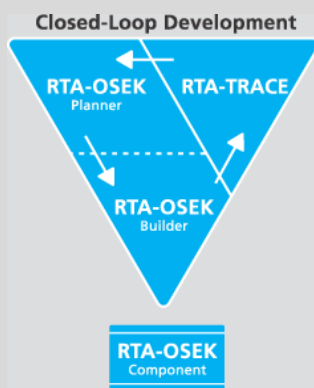 Closed-Loop Development
RTA-OSEK
Planner
RTA-TRACE
RTA-OSEK
Builder
RTA-OSEK
Component